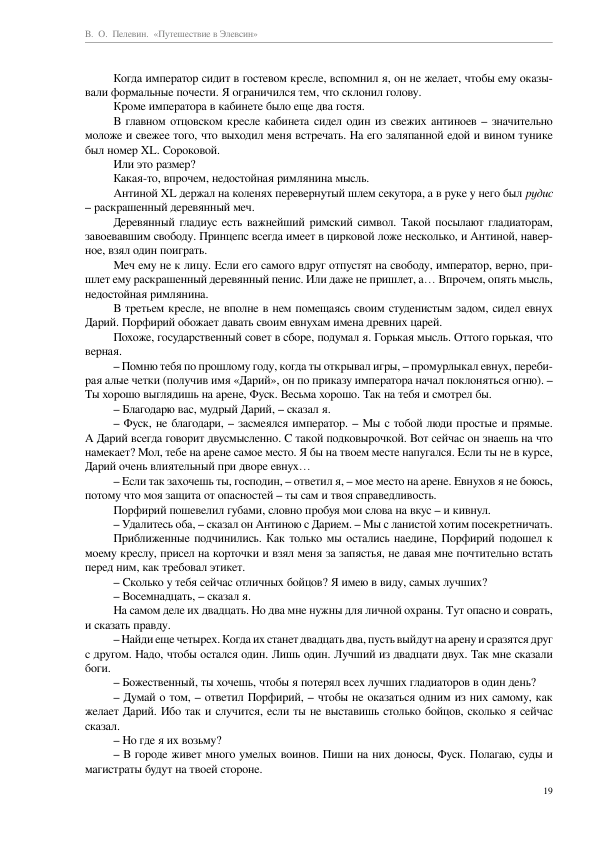 В. О. Пелевин. «Путешествие в Элевсин»
Когда император сидит в гостевом кресле, вспомнил я, он не желает, чтобы ему оказы-
вали формальные почести. Я ограничился тем, что склонил голову.
Кроме императора в кабинете было еще два гостя.
В главном отцовском кресле кабинета сидел один из свежих антиноев – значительно
моложе и свежее того, что выходил меня встречать. На его заляпанной едой и вином тунике
был номер XL. Сороковой.
Или это размер?
Какая-то, впрочем, недостойная римлянина мысль.
Антиной XL держал на коленях перевернутый шлем секутора, а в руке у него был рудис
– раскрашенный деревянный меч.
Деревянный гладиус есть важнейший римский символ. Такой посылают гладиаторам,
завоевавшим свободу. Принцепс всегда имеет в цирковой ложе несколько, и Антиной, навер-
ное, взял один поиграть.
Меч ему не к лицу. Если его самого вдруг отпустят на свободу, император, верно, при-
шлет ему раскрашенный деревянный пенис. Или даже не пришлет, а… Впрочем, опять мысль,
недостойная римлянина.
В третьем кресле, не вполне в нем помещаясь своим студенистым задом, сидел евнух
Дарий. Порфирий обожает давать своим евнухам имена древних царей.
Похоже, государственный совет в сборе, подумал я. Горькая мысль. Оттого горькая, что
верная.
– Помню тебя по прошлому году, когда ты открывал игры, – промурлыкал евнух, переби-
рая алые четки (получив имя «Дарий», он по приказу императора начал поклоняться огню). –
Ты хорошо выглядишь на арене, Фуск. Весьма хорошо. Так на тебя и смотрел бы.
– Благодарю вас, мудрый Дарий, – сказал я.
– Фуск, не благодари, – засмеялся император. – Мы с тобой люди простые и прямые.
А Дарий всегда говорит двусмысленно. С такой подковырочкой. Вот сейчас он знаешь на что
намекает? Мол, тебе на арене самое место. Я бы на твоем месте напугался. Если ты не в курсе,
Дарий очень влиятельный при дворе евнух…
– Если так захочешь ты, господин, – ответил я, – мое место на арене. Евнухов я не боюсь,
потому что моя защита от опасностей – ты сам и твоя справедливость.
Порфирий пошевелил губами, словно пробуя мои слова на вкус – и кивнул.
– Удалитесь оба, – сказал он Антиною с Дарием. – Мы с ланистой хотим посекретничать.
Приближенные подчинились. Как только мы остались наедине, Порфирий подошел к
моему креслу, присел на корточки и взял меня за запястья, не давая мне почтительно встать
перед ним, как требовал этикет.
– Сколько у тебя сейчас отличных бойцов? Я имею в виду, самых лучших?
– Восемнадцать, – сказал я.
На самом деле их двадцать. Но два мне нужны для личной охраны. Тут опасно и соврать,
и сказать правду.
– Найди еще четырех. Когда их станет двадцать два, пусть выйдут на арену и сразятся друг
с другом. Надо, чтобы остался один. Лишь один. Лучший из двадцати двух. Так мне сказали
боги.
– Божественный, ты хочешь, чтобы я потерял всех лучших гладиаторов в один день?
– Думай о том, – ответил Порфирий, – чтобы не оказаться одним из них самому, как
желает Дарий. Ибо так и случится, если ты не выставишь столько бойцов, сколько я сейчас
сказал.
– Но где я их возьму?
– В городе живет много умелых воинов. Пиши на них доносы, Фуск. Полагаю, суды и
магистраты будут на твоей стороне.
19